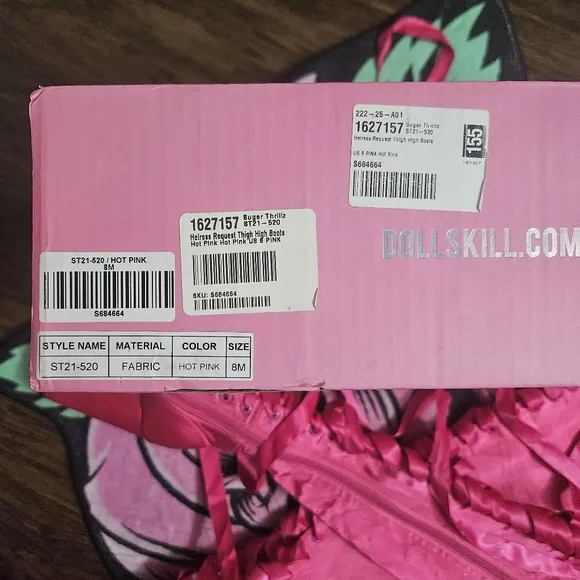 222-25-A01
1627157 Sugar Thrillz
ST21-520
Heiress Request Thigh High Boots
US 8 PINK Hot Pink
S684664
155
DOLLSKILL.COM
1627157 Sugar Thrillz
ST21-520
Heiress Request Thigh High Boots
Hot Pink Hot Pink US 8 PINK
SKU: S684664
ST21-520 / HOT PINK
8M
S684664
STYLE NAME MATERIAL COLOR SIZE
ST21-520 FABRIC HOT PINK 8M